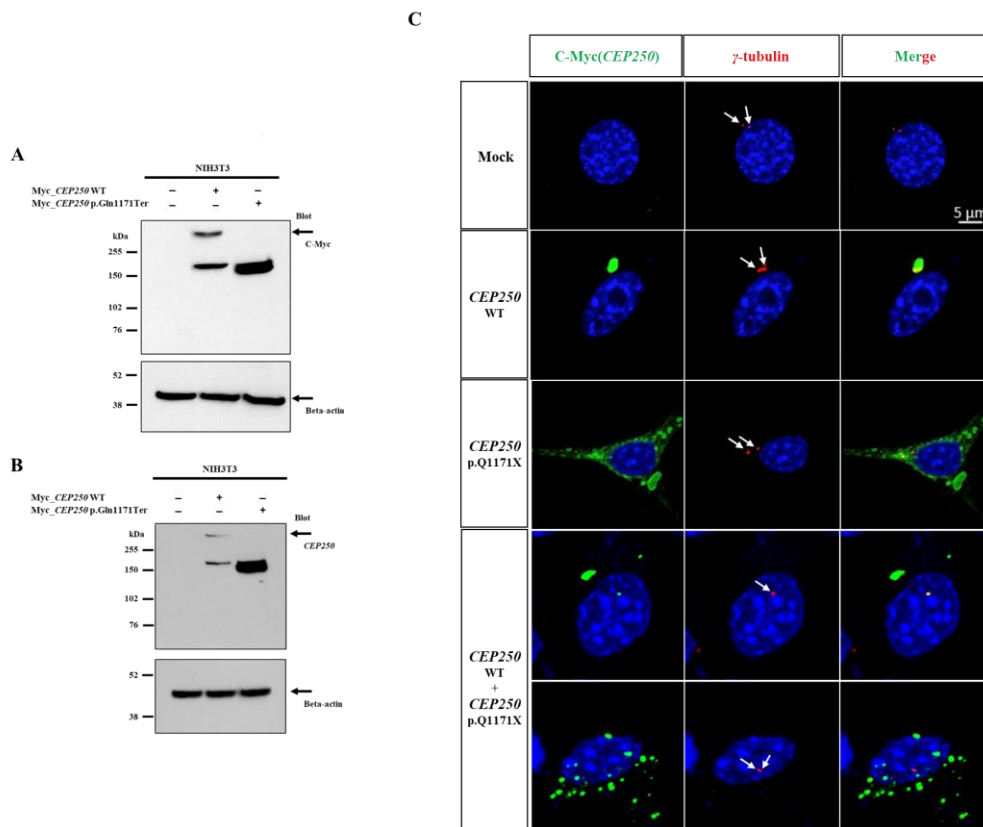 A
NIH3T3
Myc_CEP250 WT – + –
Myc_CEP250 p.Gln1171Ter – – +
Blot
kDa
C-Myc
255
150
102
76
52
38
Beta-actin
B
NIH3T3
Myc_CEP250 WT – + –
Myc_CEP250 p.Gln1171Ter – – +
Blot
kDa
CEP250
255
150
102
76
52
38
Beta-actin
C
C-Myc(CEP250) γ-tubulin Merge
Mock
5 µm
CEP250
WT
CEP250
p.Q1171X
CEP250
WT
+
CEP250
p.Q1171X